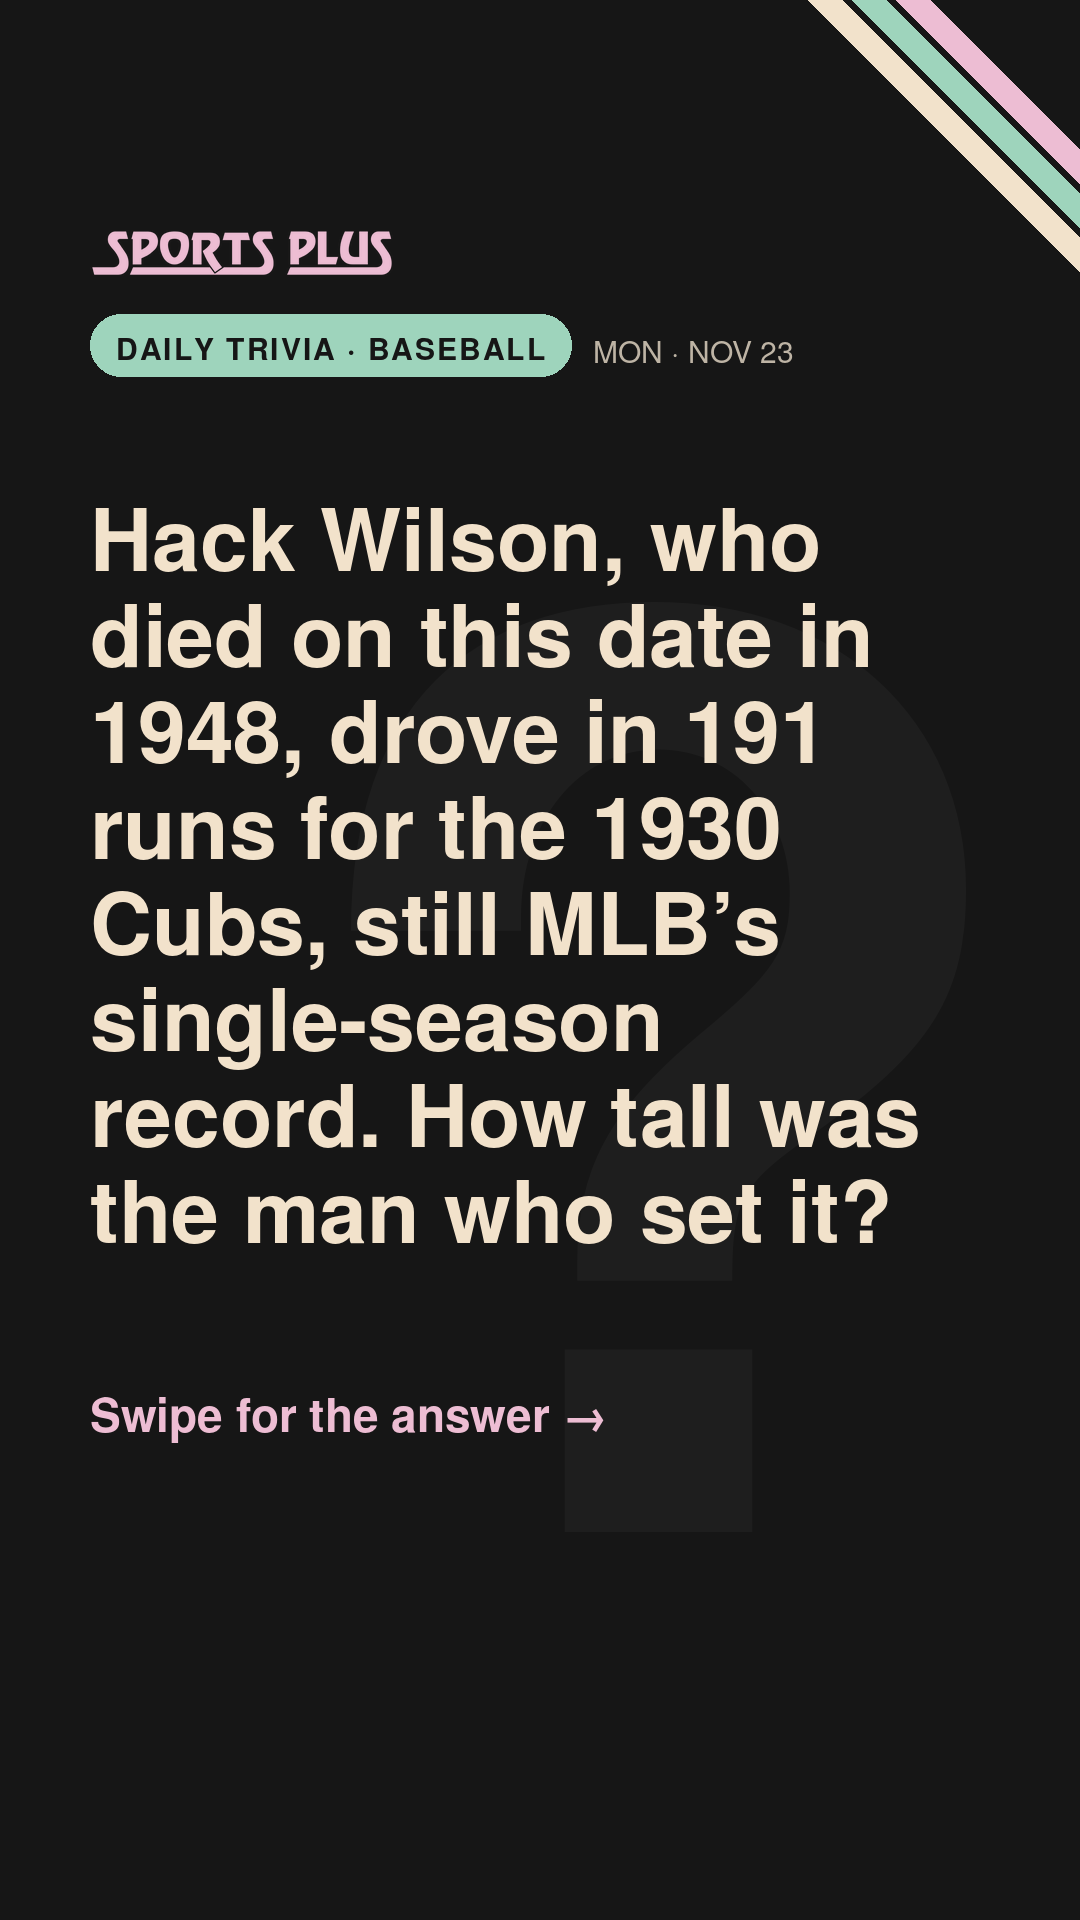 SPORTS PLUS
DAILY TRIVIA · BASEBALL
MON · NOV 23
Hack Wilson, who
died on this date in
1948, drove in 191
runs for the 1930
Cubs, still MLB’s
single-season
record. How tall was
the man who set it?
Swipe for the answer →